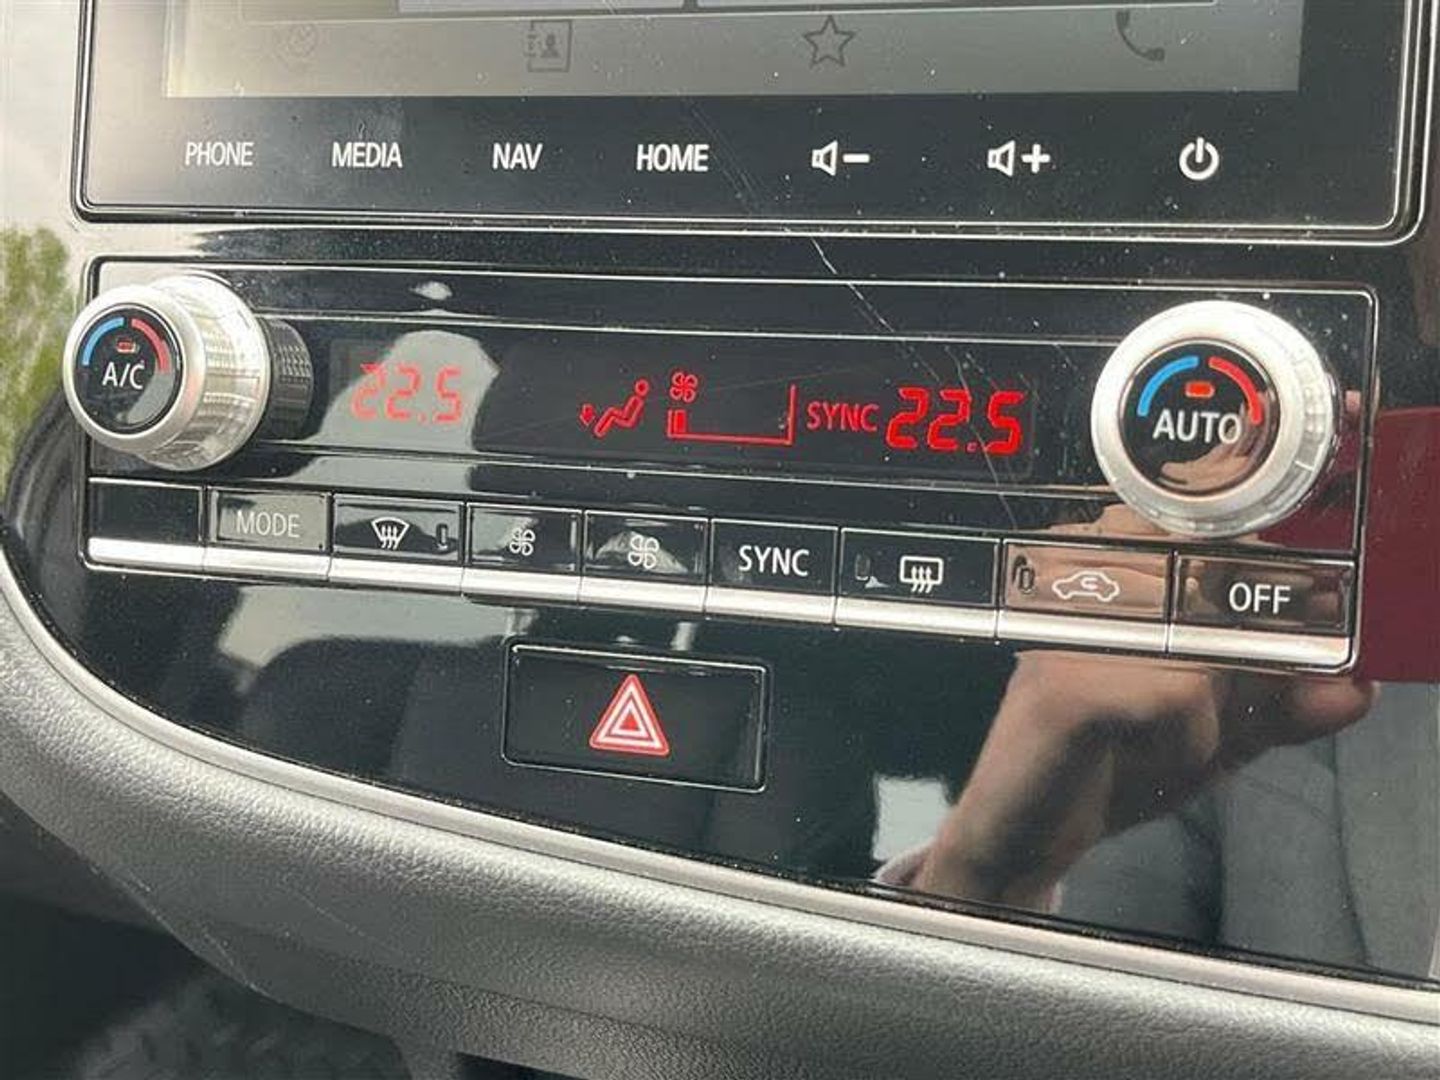 PHONE MEDIA NAV HOME - +
A/C 22.5 SYNC 22.5 AUTO
MODE SYNC OFF